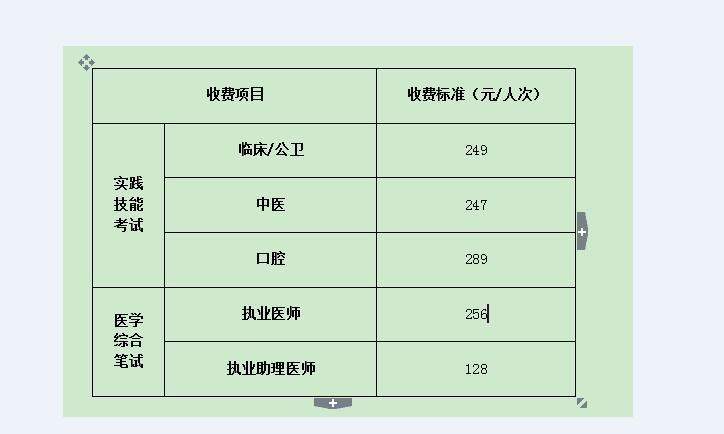 收费项目
收费标准（元/人次）
实践
技能
考试
临床/公卫
249
中医
247
口腔
289
医学
综合
笔试
执业医师
256
执业助理医师
128